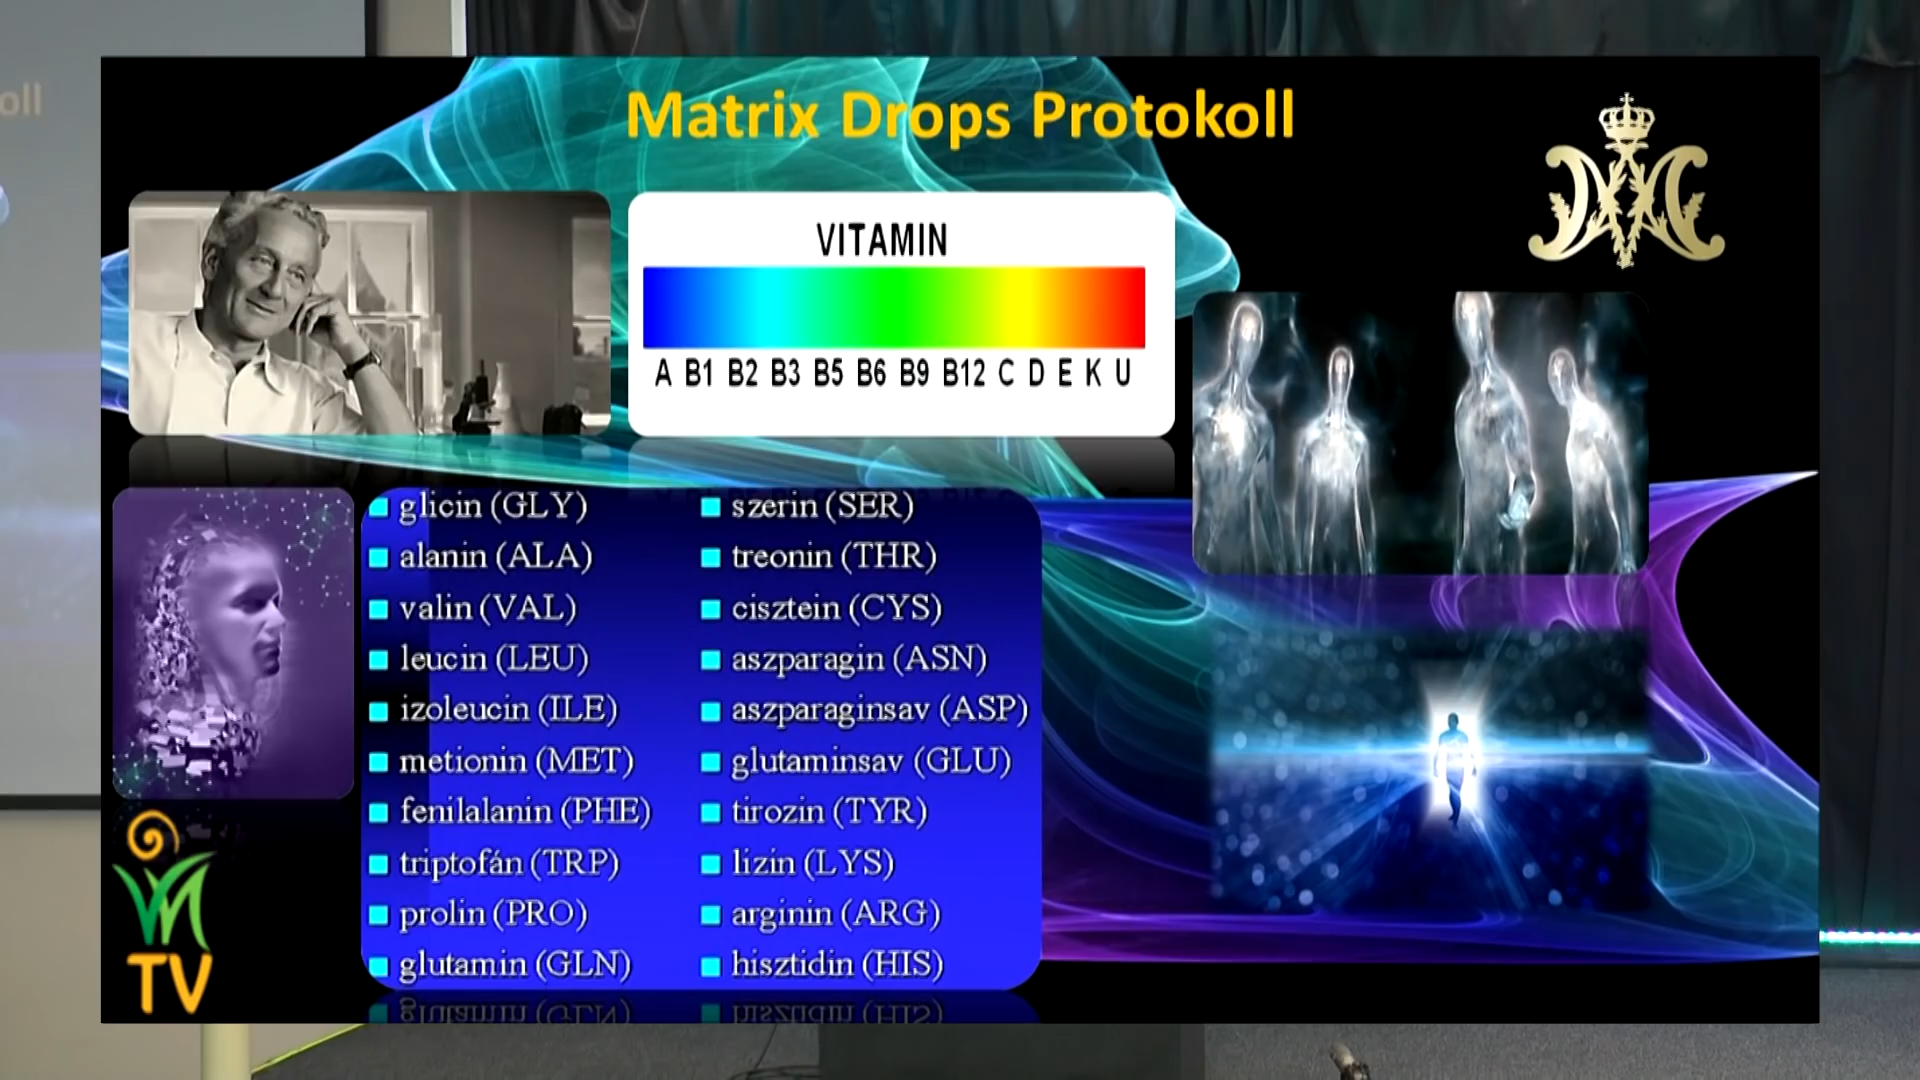 oll
Matrix Drops Protokoll
VITAMIN
A B1 B2 B3 B5 B6 B9 B12 C D E K U
glicin (GLY)
alanin (ALA)
valin (VAL)
leucin (LEU)
izoleucin (ILE)
metionin (MET)
fenilalanin (PHE)
triptofán (TRP)
prolin (PRO)
glutamin (GLN)
szerin (SER)
treonin (THR)
cisztein (CYS)
aszparagin (ASN)
aszparaginsav (ASP)
glutaminsav (GLU)
tirozin (TYR)
lizin (LYS)
arginin (ARG)
hisztidin (HIS)
TV